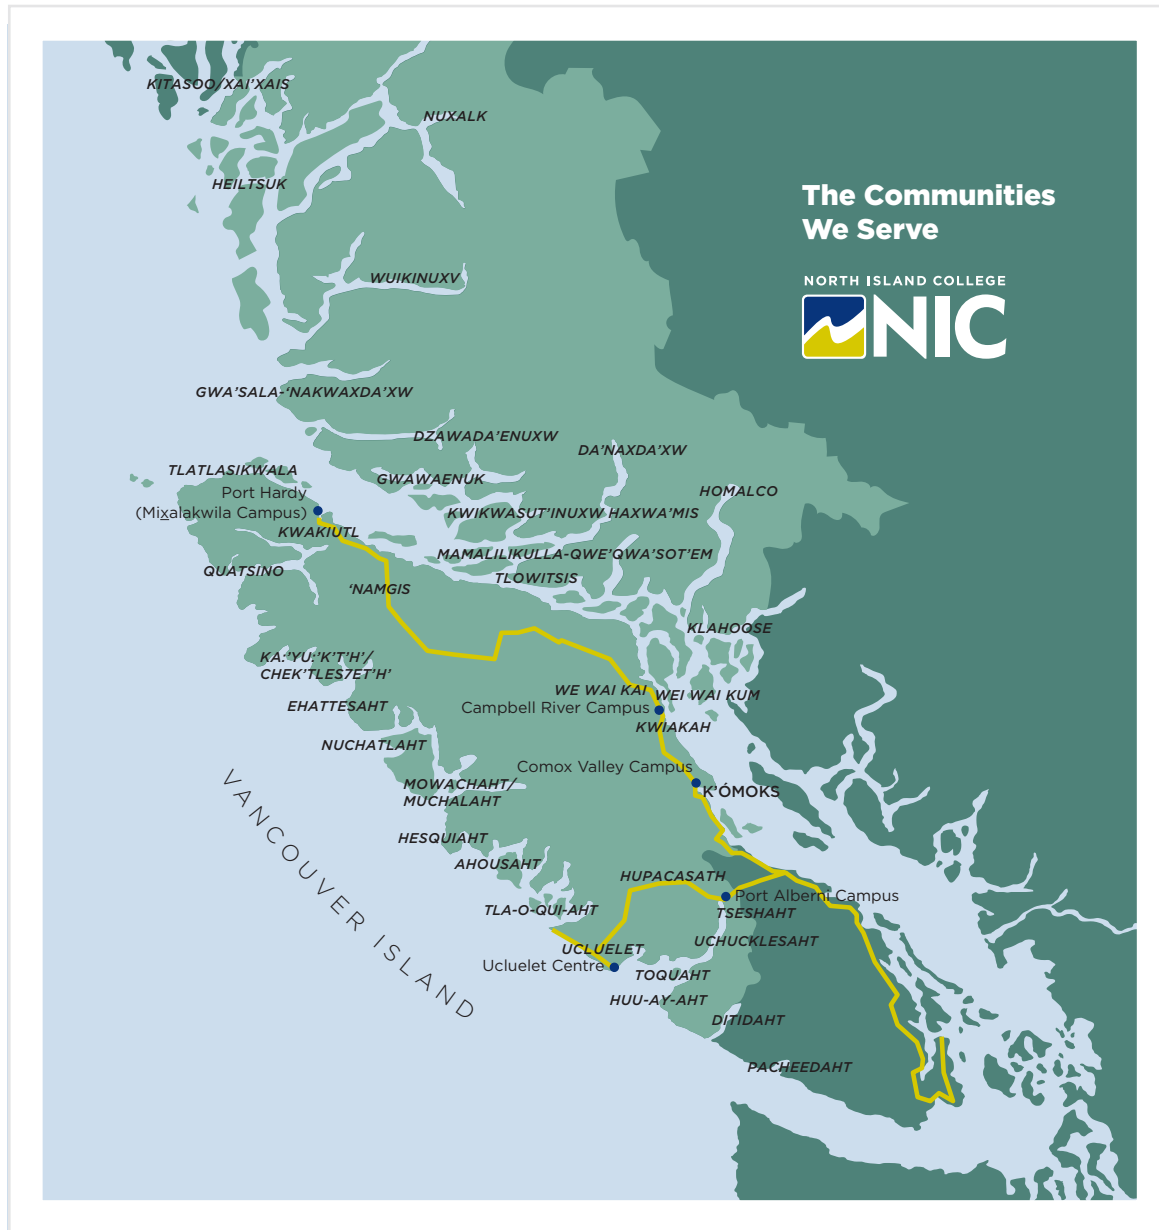 KITASOO/XAI'XAIS
NUXALK
HEILTSUK
The Communities
We Serve
WUIKINUXV
NORTH ISLAND COLLEGE
NIC
GWA'SALA-'NAKWAXDA'XW
DZAWADA'ENUXW
DA'NAXDA'XW
TLATLASIKWALA
GWAWAENUK
HOMALCO
Port Hardy
(Mix̲alakwila Campus)
KWIKWASUT'INUXW HAXWA'MIS
KWAKIUTL
MAMALILIKULLA-QWE'QWA'SOT'EM
QUATSINO
TLOWITSIS
'NAMGIS
KLAHOOSE
KA:'YU:'K'T'H'/
CHEK'TLES7ET'H'
WE WAI KAI
WEI WAI KUM
EHATTESAHT
Campbell River Campus
KWIAKAH
NUCHATLAHT
Comox Valley Campus
MOWACHAHT/
MUCHALAHT
K'ÓMOKS
VANCOUVER ISLAND
HESQUIAHT
AHOUSAHT
HUPACASATH
Port Alberni Campus
TLA-O-QUI-AHT
TSESHAHT
UCHUCKLESAHT
UCLUELET
Ucluelet Centre
TOQUAHT
HUU-AY-AHT
DITIDAHT
PACHEEDAHT